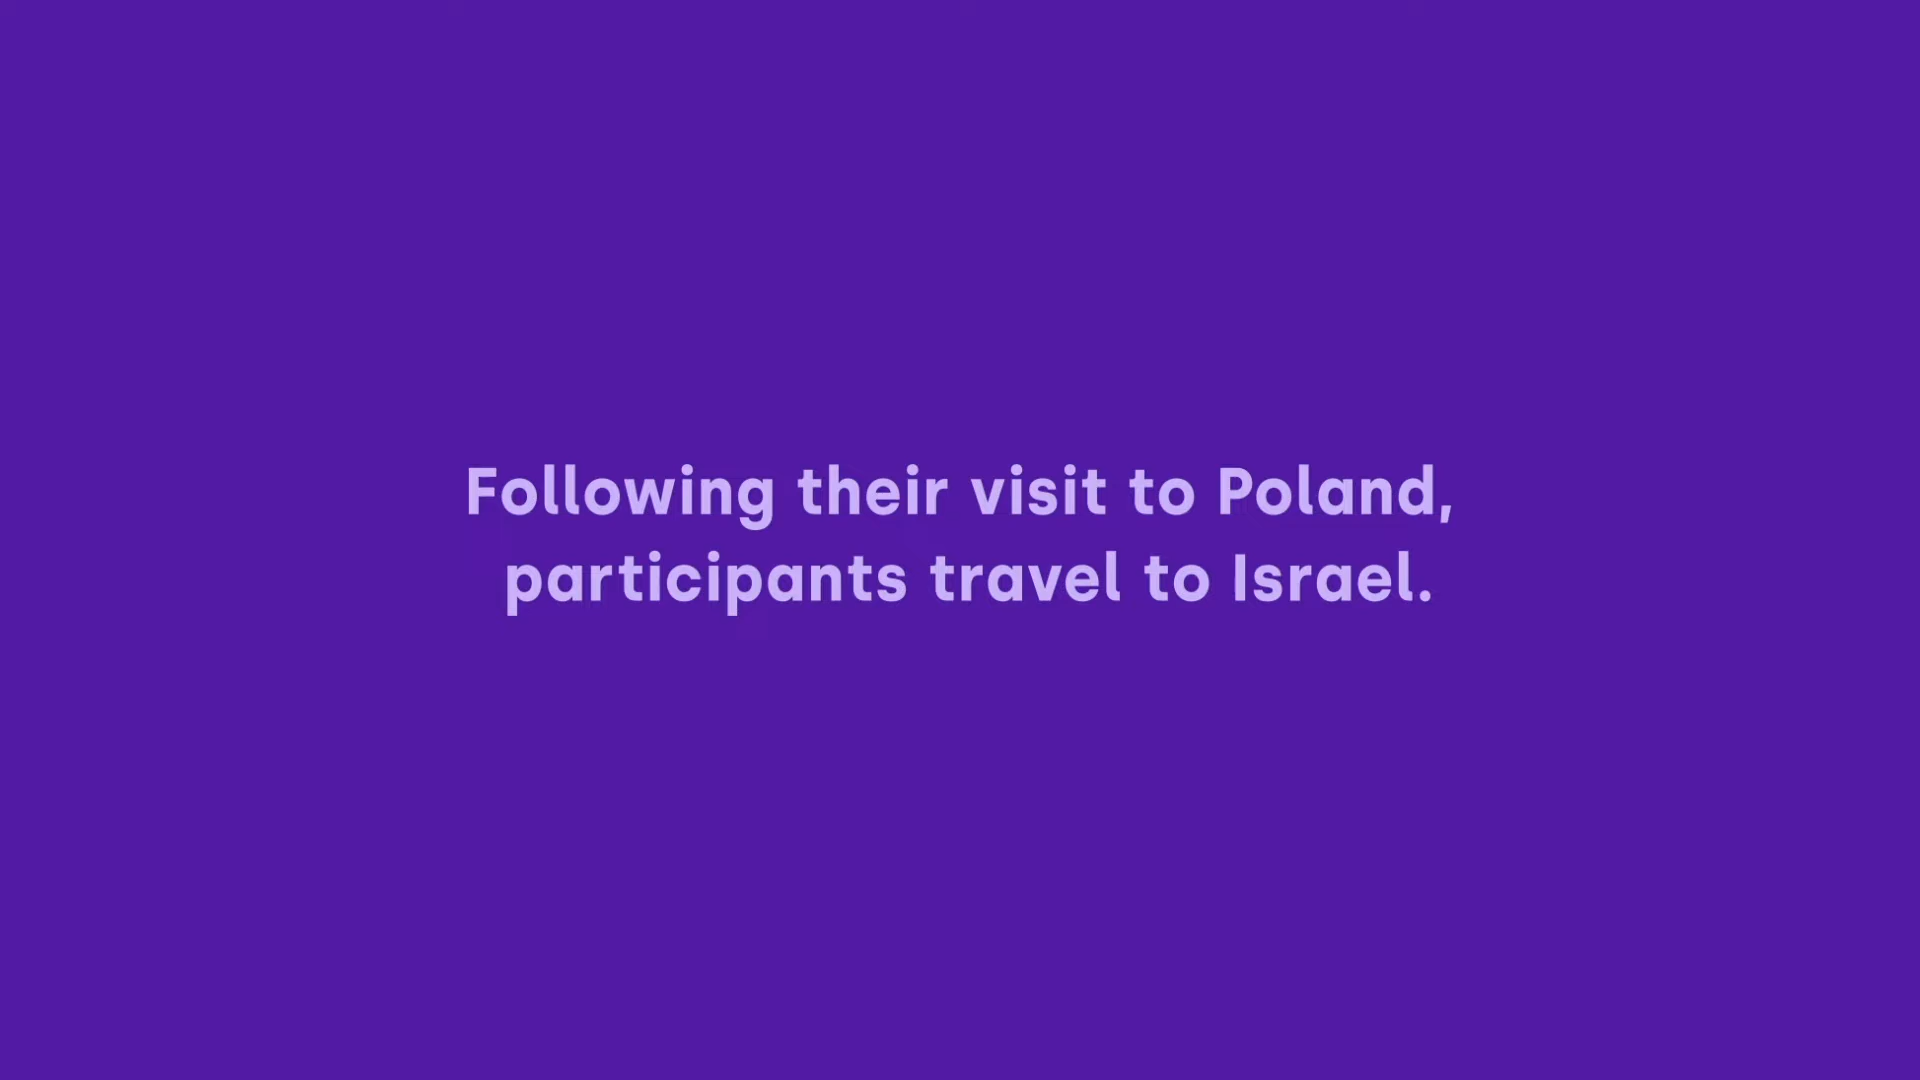 Following their visit to Poland,
participants travel to Israel.